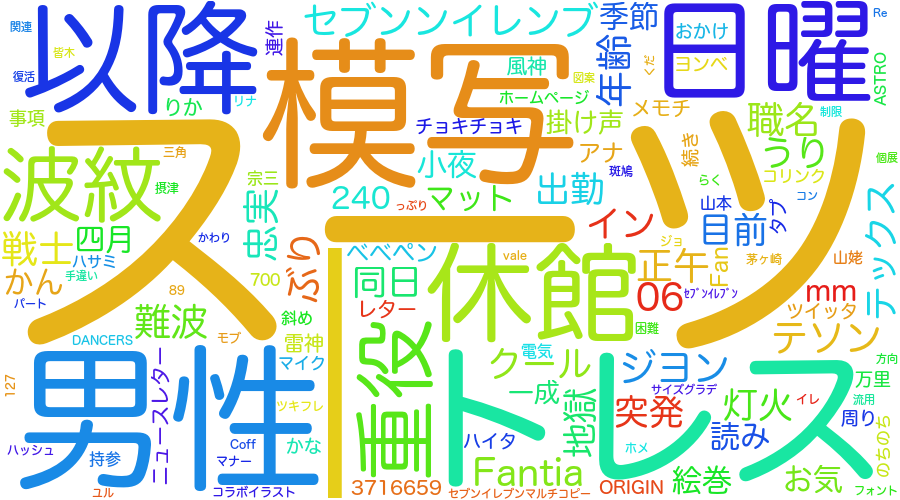 関連
以降
りか
リナ
連作
セブンンイレンブ
季節
おかけ
日曜
Re
皆木
復活
模写
風神
ホームページ
図案
年齢
くだ
ヨンベ
ASTRO
事項
チョキチョキ
掛け声
メモチ
職名
制限
波紋
三角
摂津
宗三
小夜
アナ
斑鳩
続き
うり
コリンク
個展
スーツ
240
っぷり
マット
出勤
らく
山本
コン
戦士
四月
かわり
忠実
イン
目前
タブ
テックス
ハサミ
手違い
かん
ぶり
べべペン
vale
正午
ジョ
Fan
茅ヶ崎
山姥
パート
89
700
同日
休館
06
セブンイレブン
mm
難波
斜め
レター
困難
ツイッタ
DANCERS
モブ
雷神
電気
テソン
男性
マイク
重役
クール
ジヨン
方向
127
ニュースレター
ツキフレ
トレス
一成
サイズグラデ
万里
地獄
突発
灯火
イレ
流用
ハッシュ
持参
Coff
マナー
かな
ハイタ
ホメ
読み
周り
のちのち
ユル
コラボイラスト
3716659
Fantia
セブンイレブンマルチコピー
ORIGIN
絵巻
お気
フォント